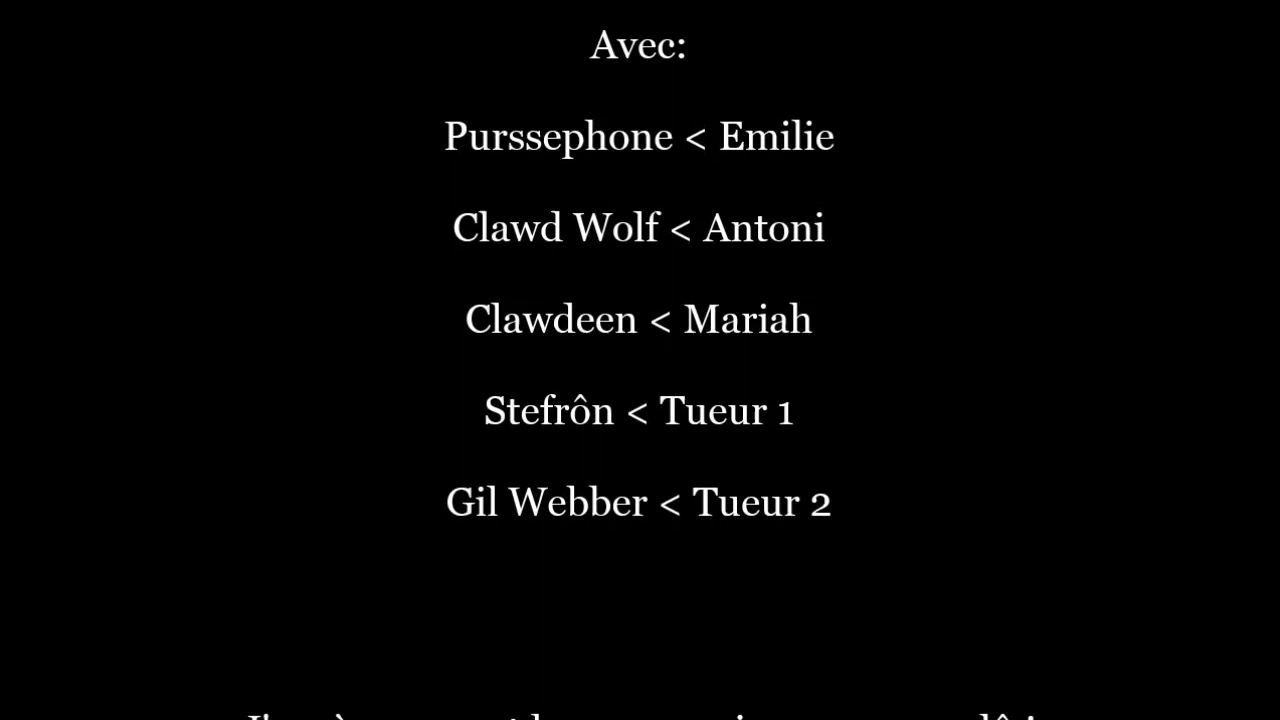 Avec:
Purssephone < Emilie
Clawd Wolf < Antoni
Clawdeen < Mariah
Stefrôn < Tueur 1
Gil Webber < Tueur 2